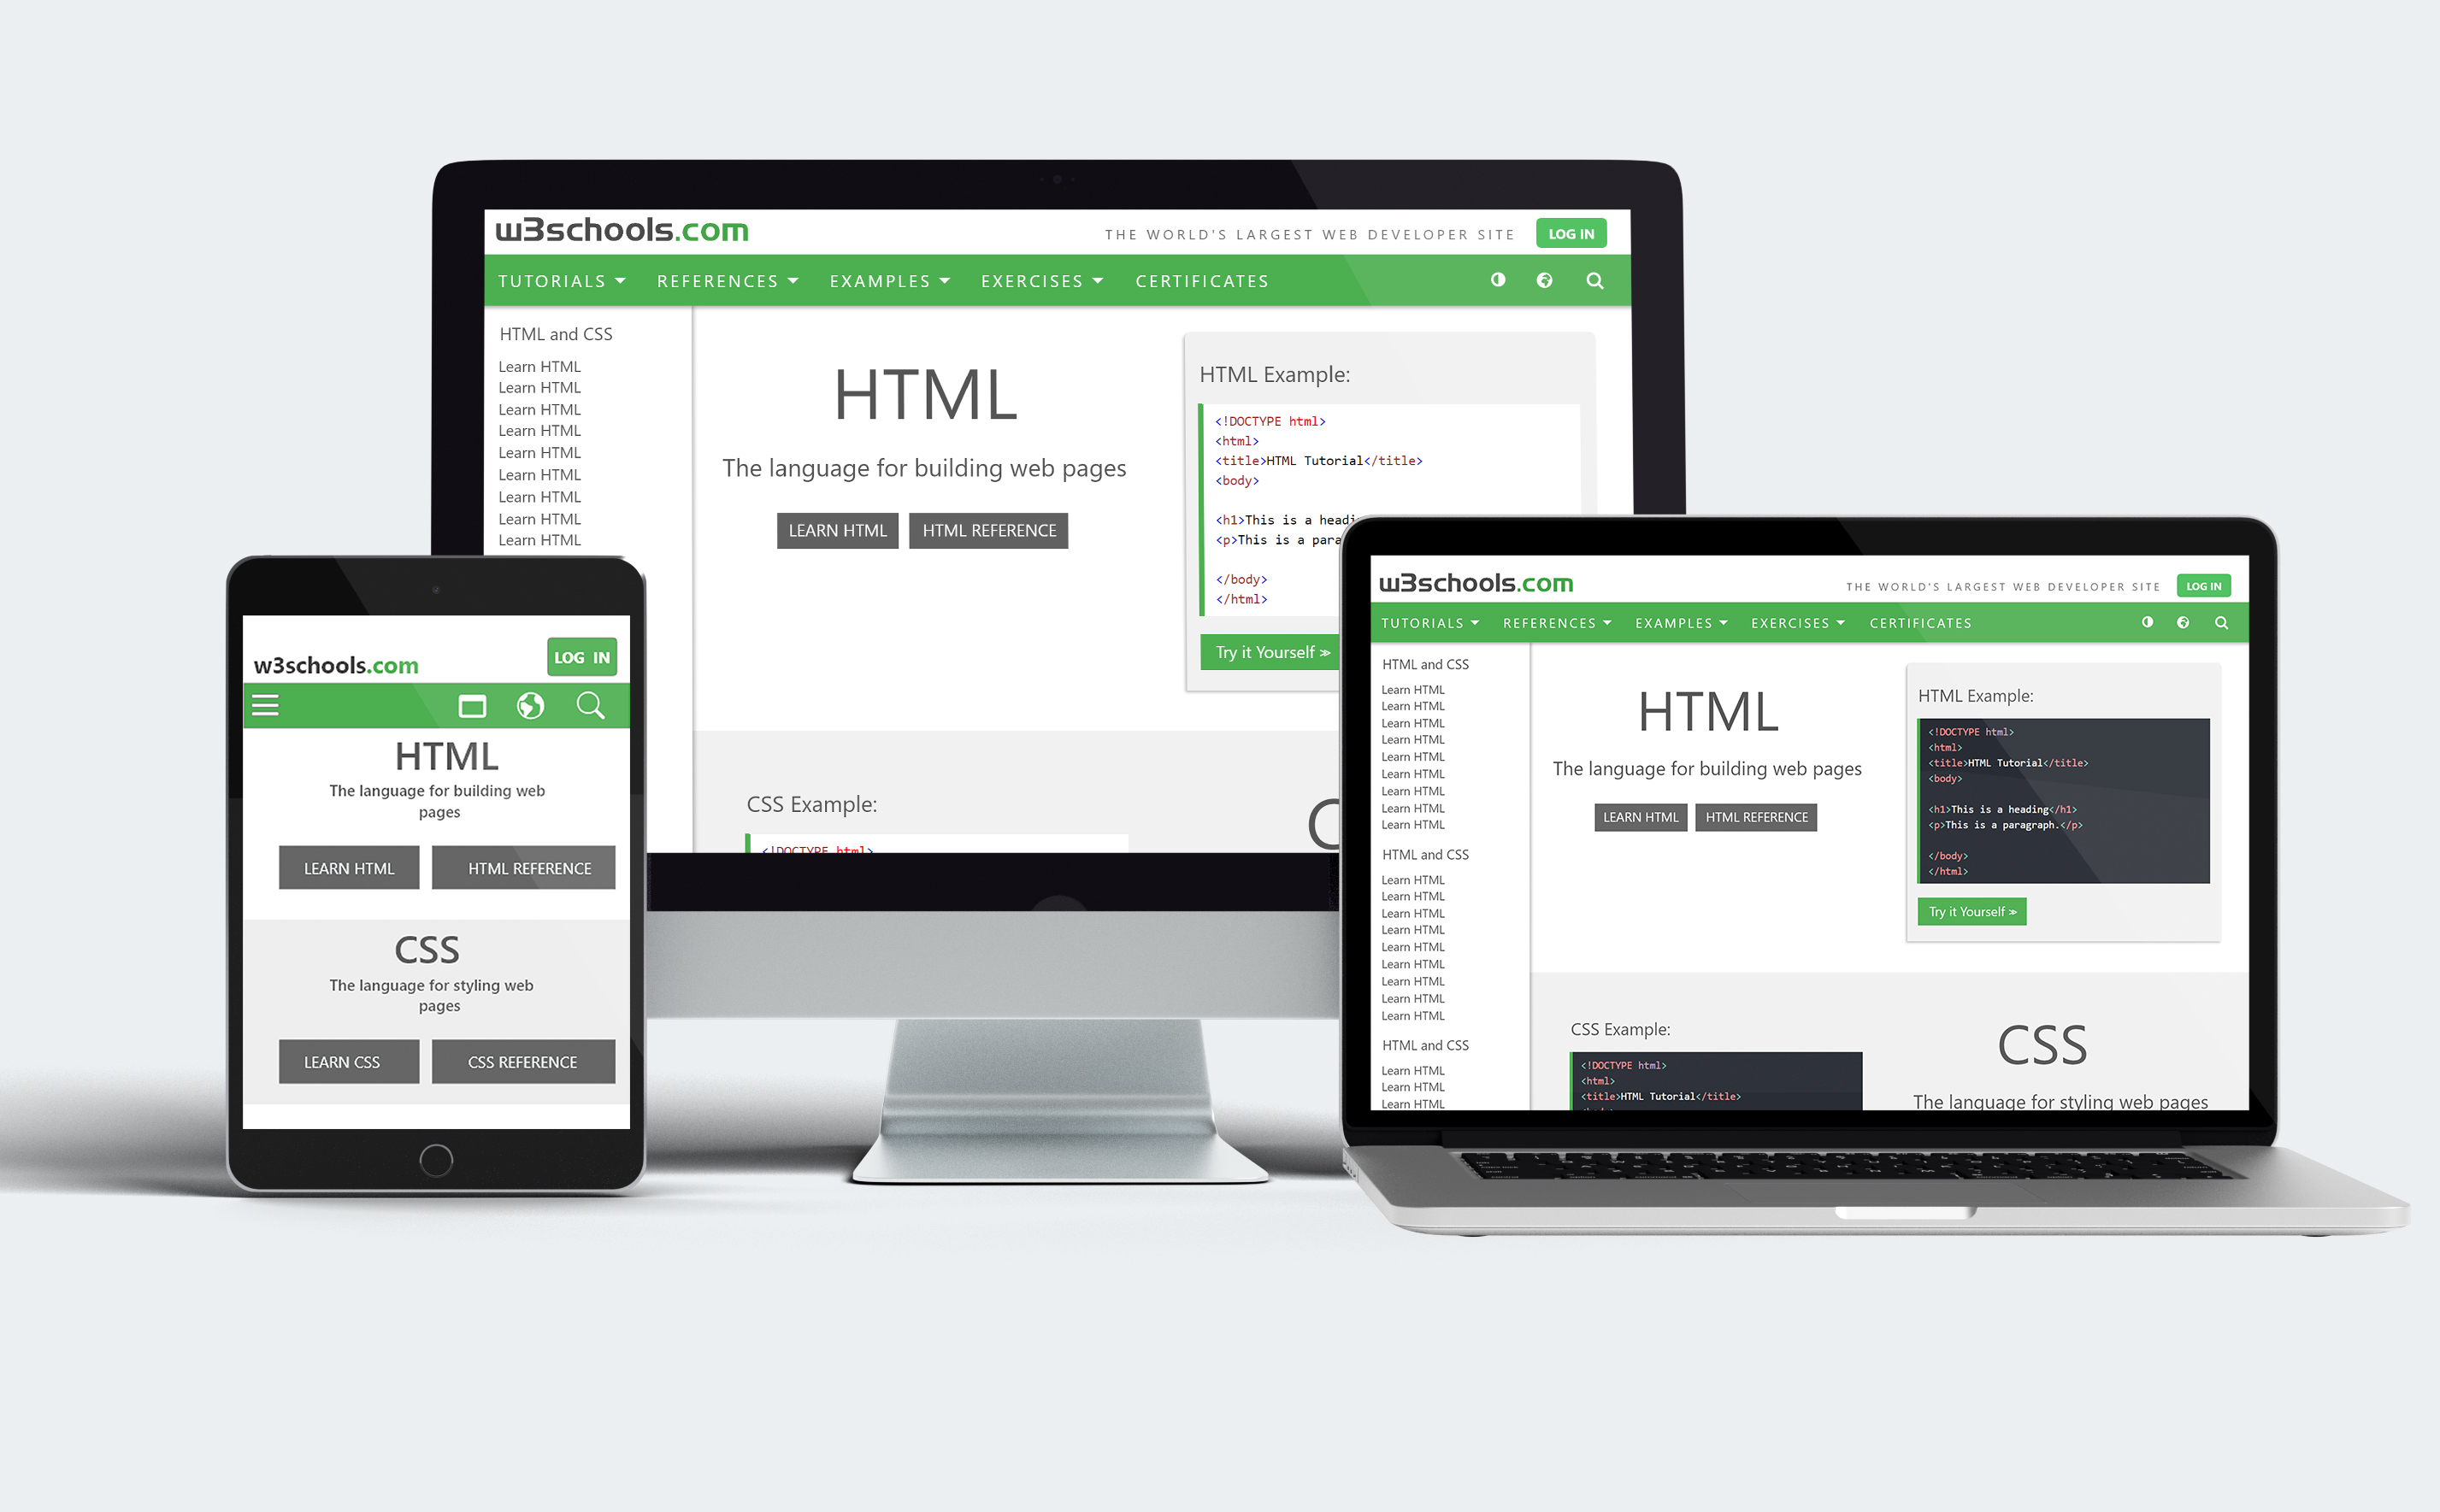 w3schools.com
THE WORLD'S LARGEST WEB DEVELOPER SITE
LOG IN
TUTORIALS
REFERENCES
EXAMPLES
EXERCISES
CERTIFICATES
HTML and CSS
Learn HTML
Learn HTML
Learn HTML
Learn HTML
Learn HTML
Learn HTML
Learn HTML
Learn HTML
Learn HTML
HTML
The language for building web pages
LEARN HTML
HTML REFERENCE
HTML Example:
<!DOCTYPE html>
<html>
<title>HTML Tutorial</title>
<body>
<h1>This is a headi
<p>This is a para
</body>
</html>
Try it Yourself ≫
CSS Example:
<!DOCTYPE html>
C
w3schools.com
LOG IN
HTML
The language for building web
pages
LEARN HTML
HTML REFERENCE
CSS
The language for styling web
pages
LEARN CSS
CSS REFERENCE
w3schools.com
THE WORLD'S LARGEST WEB DEVELOPER SITE
LOG IN
TUTORIALS
REFERENCES
EXAMPLES
EXERCISES
CERTIFICATES
HTML and CSS
Learn HTML
Learn HTML
Learn HTML
Learn HTML
Learn HTML
Learn HTML
Learn HTML
Learn HTML
Learn HTML
HTML and CSS
Learn HTML
Learn HTML
Learn HTML
Learn HTML
Learn HTML
Learn HTML
Learn HTML
Learn HTML
Learn HTML
HTML and CSS
Learn HTML
Learn HTML
Learn HTML
HTML
The language for building web pages
LEARN HTML
HTML REFERENCE
HTML Example:
<!DOCTYPE html>
<html>
<title>HTML Tutorial</title>
<body>
<h1>This is a heading</h1>
<p>This is a paragraph.</p>
</body>
</html>
Try it Yourself ≫
CSS Example:
<!DOCTYPE html>
<html>
<title>HTML Tutorial</title>
CSS
The language for styling web pages